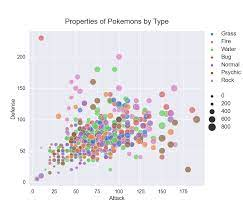 Properties of Pokemons by Type
Grass
Fire
Water
Bug
Normal
Psychic
Rock
0
200
400
600
800
Defense
200
150
100
50
0
0
25
50
75
100
125
150
175
Attack